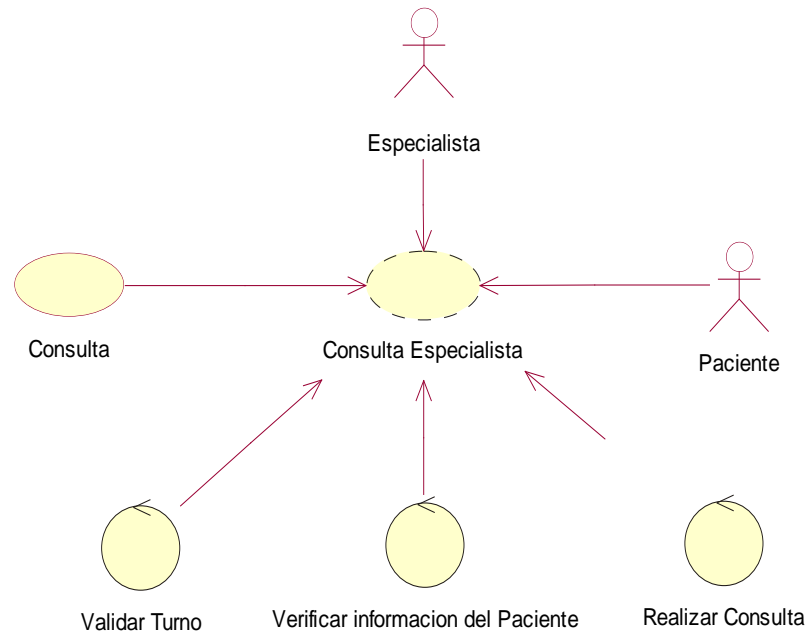 Especialista
Consulta
Consulta Especialista
Paciente
Validar Turno
Verificar informacion del Paciente
Realizar Consulta